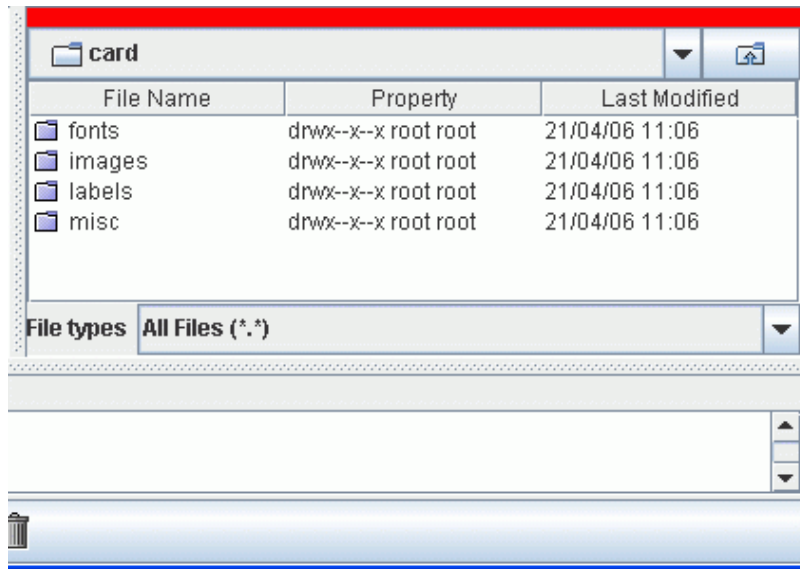 card
File Name Property Last Modified
fonts drwx--x--x root root 21/04/06 11:06
images drwx--x--x root root 21/04/06 11:06
labels drwx--x--x root root 21/04/06 11:06
misc drwx--x--x root root 21/04/06 11:06
File types All Files (*.*)